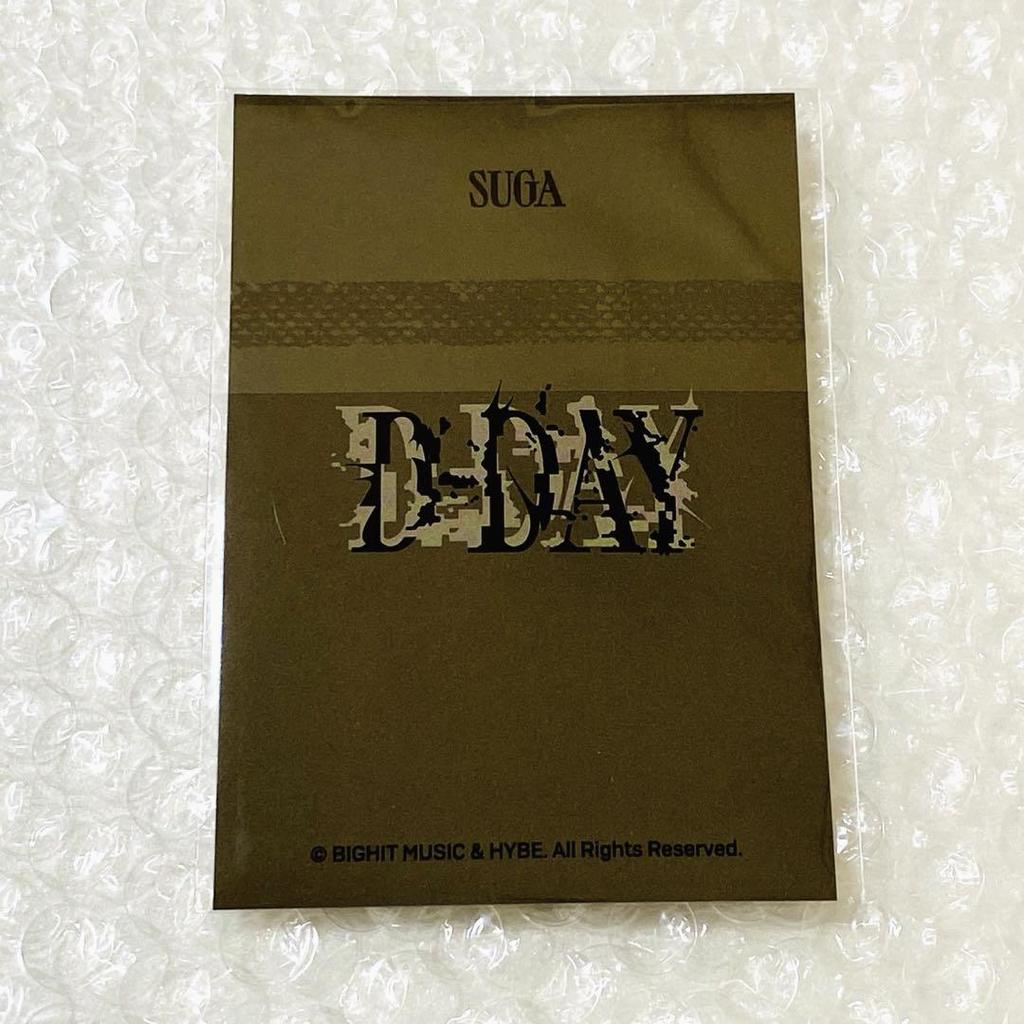 SUGA
D-DAY
© BIGHIT MUSIC & HYBE. All Rights Reserved.